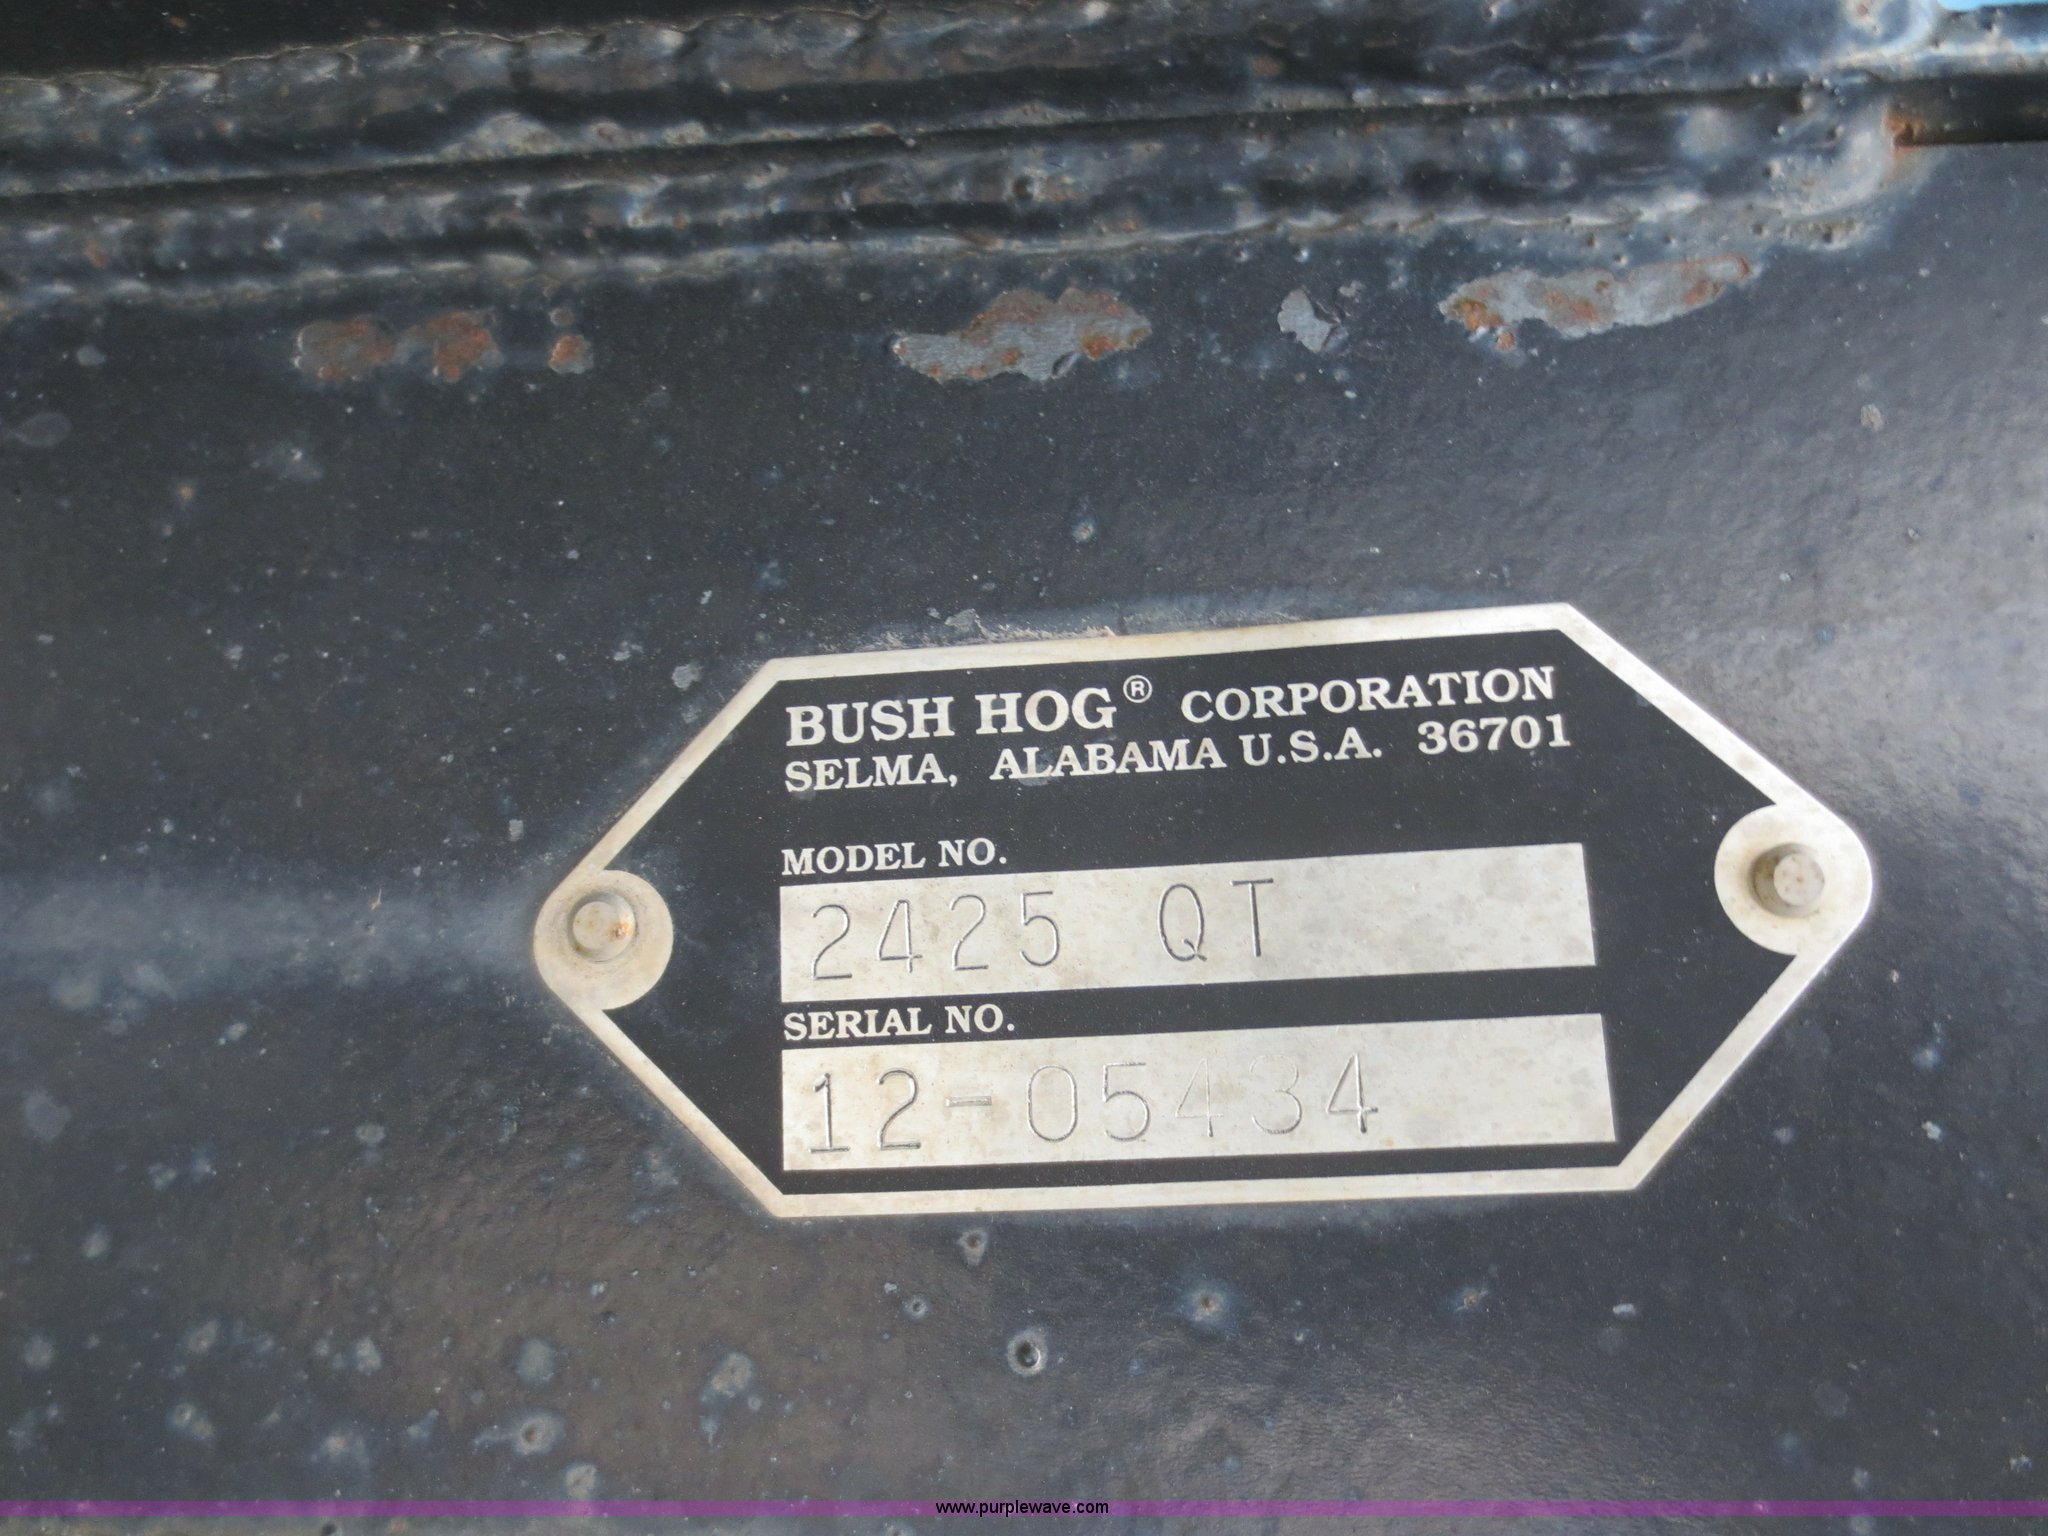 BUSH HOG® CORPORATION
SELMA, ALABAMA U.S.A. 36701
MODEL NO.
2425 QT
SERIAL NO.
12-05434
www.purplewave.com